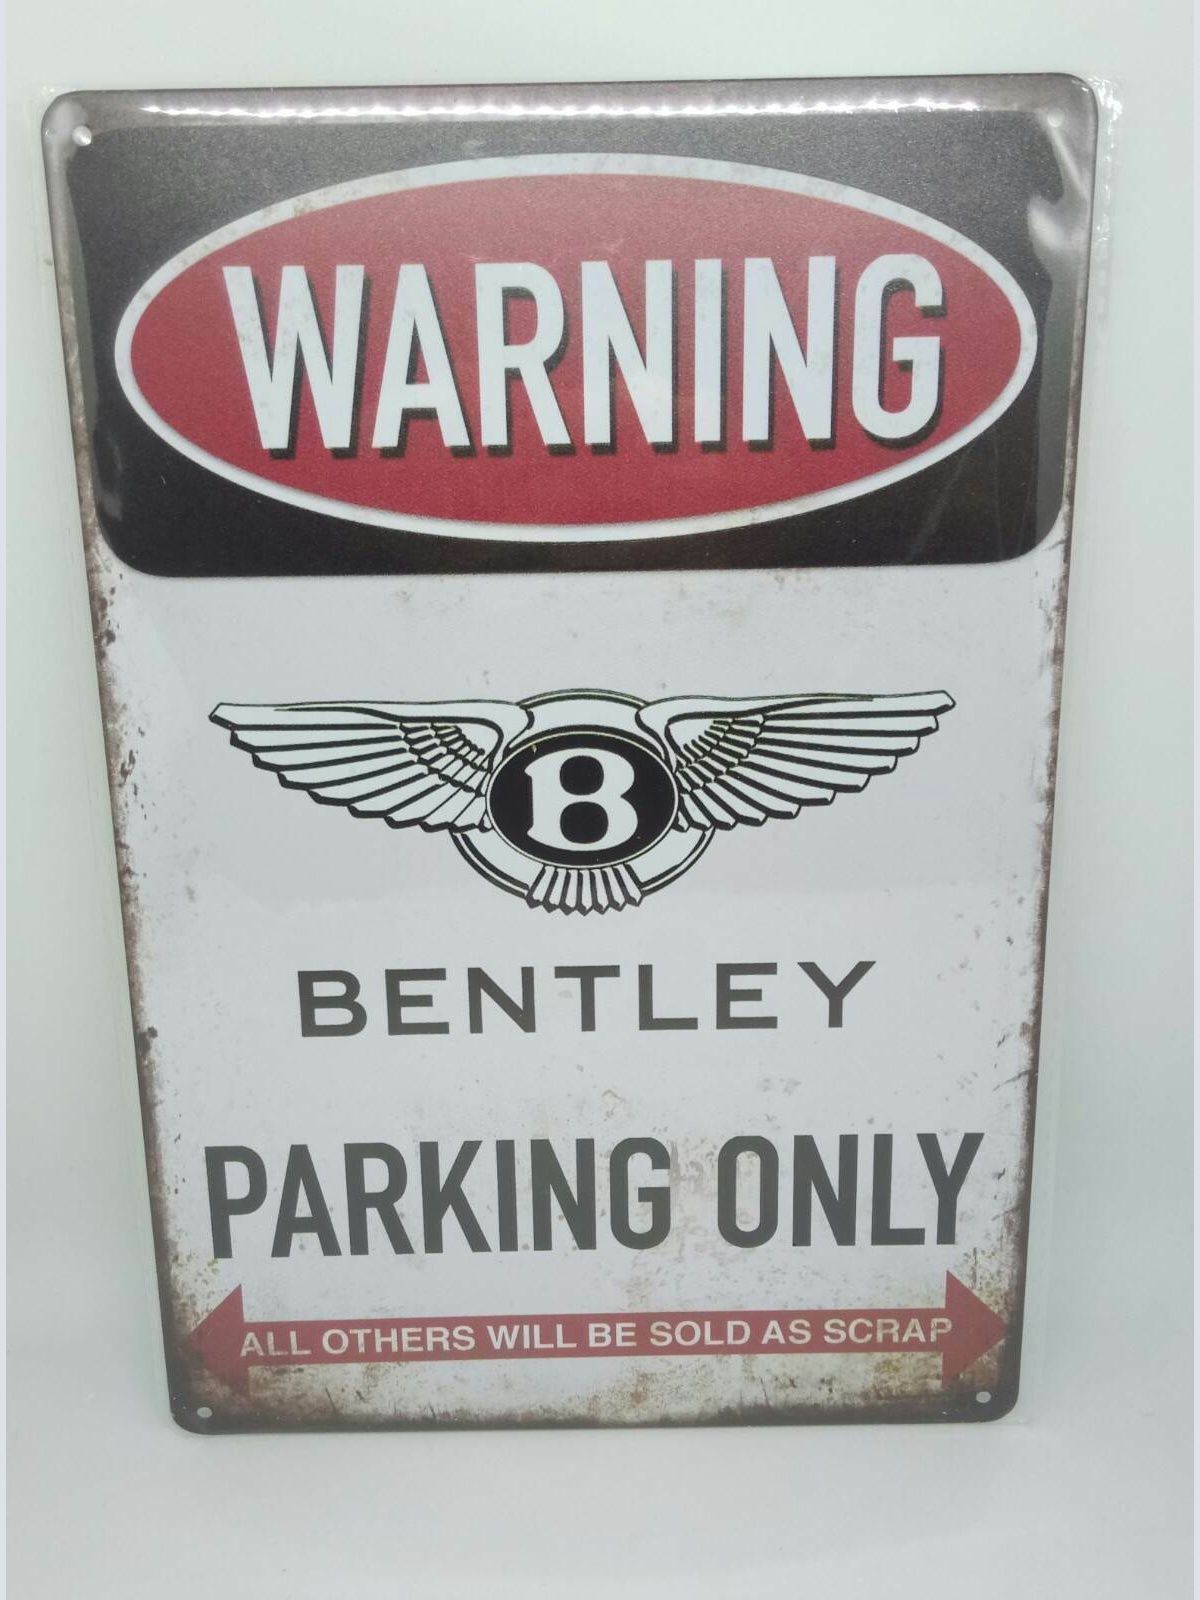 WARNING
B
BENTLEY
PARKING ONLY
ALL OTHERS WILL BE SOLD AS SCRAP